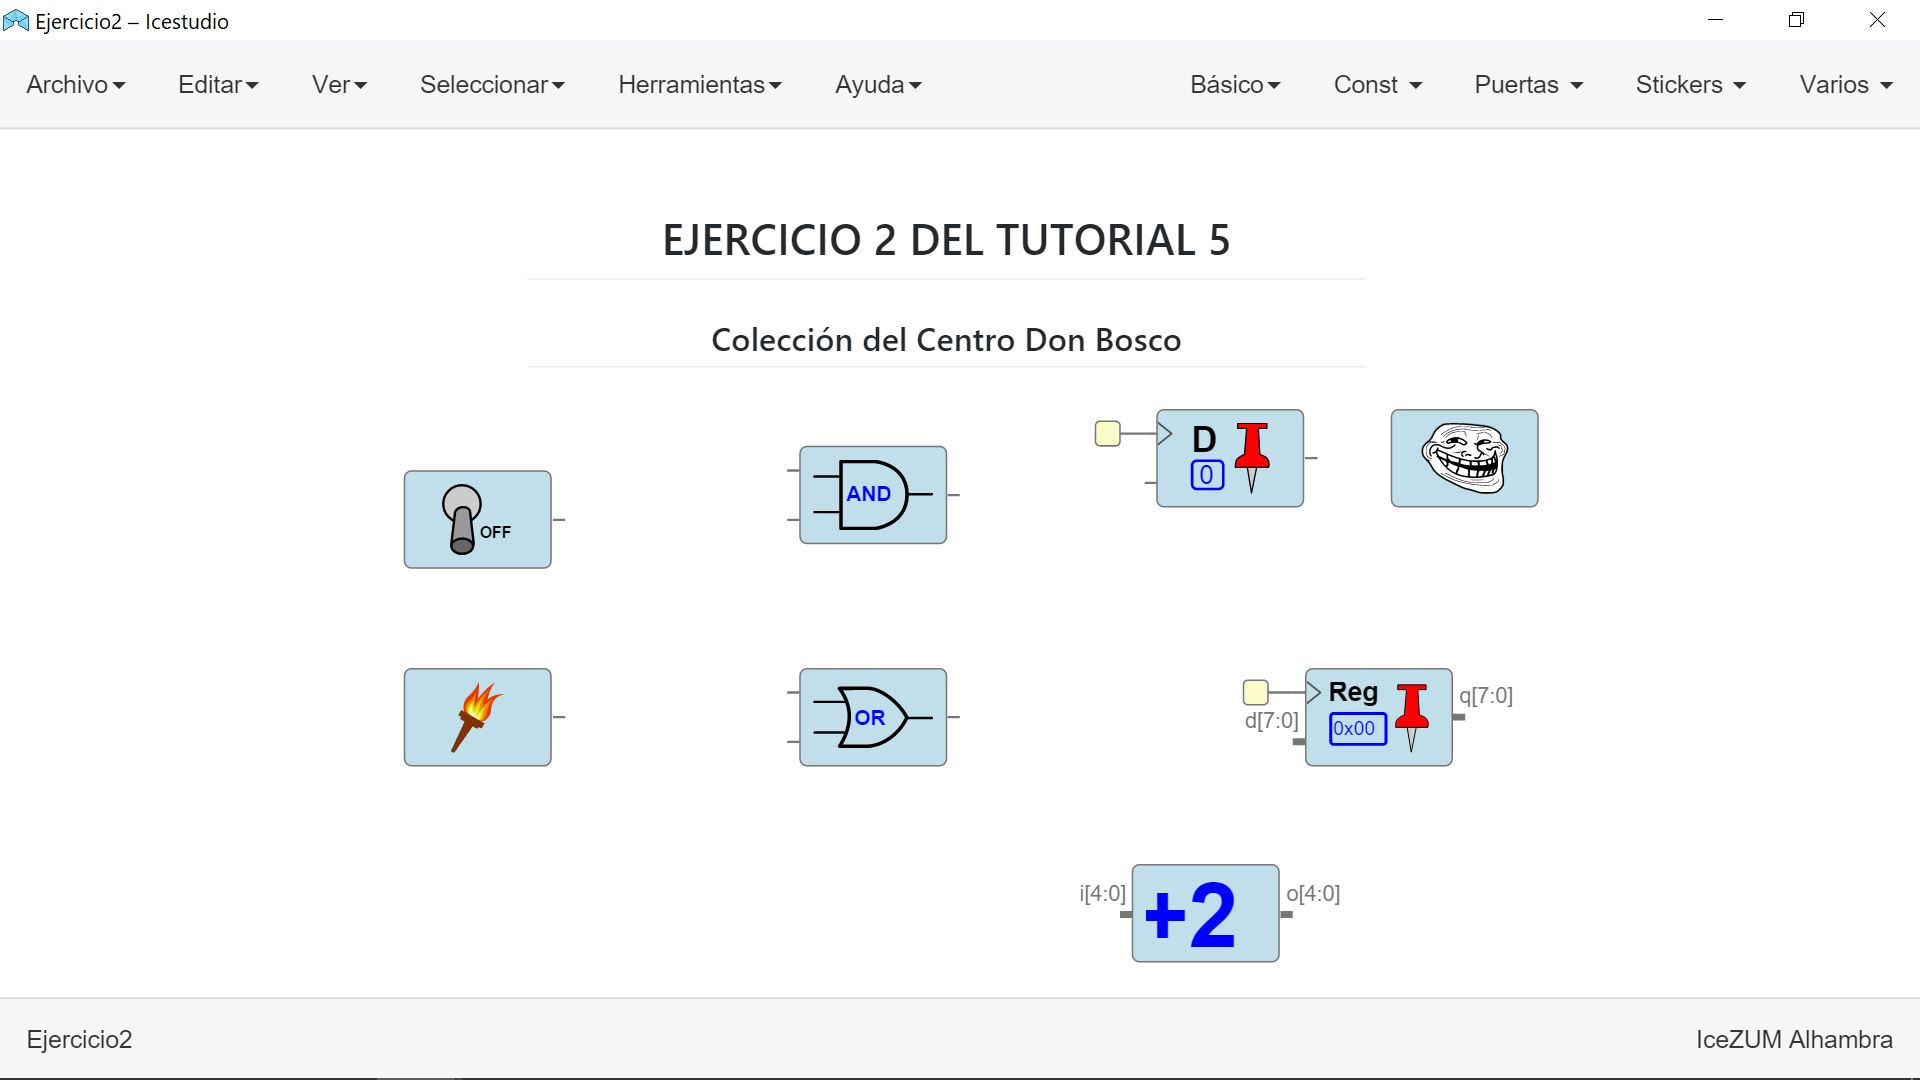 Ejercicio2 – Icestudio
Archivo Editar Ver Seleccionar Herramientas Ayuda Básico Const Puertas Stickers Varios
EJERCICIO 2 DEL TUTORIAL 5
Colección del Centro Don Bosco
D
0
AND
OFF
OR
Reg
q[7:0]
d[7:0]
0x00
i[4:0]
+2
o[4:0]
Ejercicio2
IceZUM Alhambra